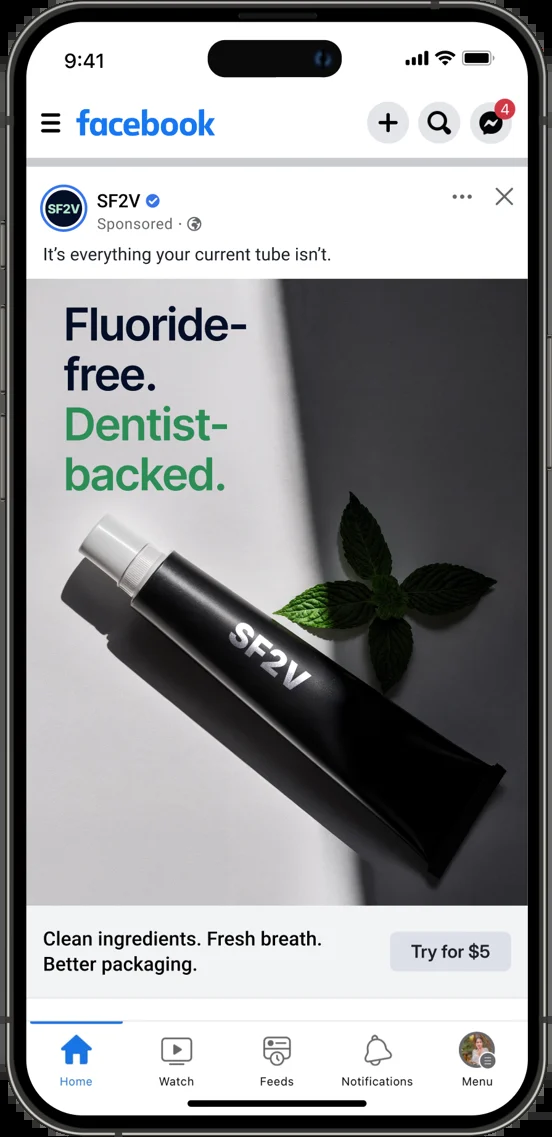 9:41
facebook
4
SF2V
SF2V
Sponsored ·
It's everything your current tube isn't.
Fluoride-
free.
Dentist-
backed.
SF2V
Clean ingredients. Fresh breath.
Better packaging.
Try for $5
Home
Watch
Feeds
Notifications
Menu